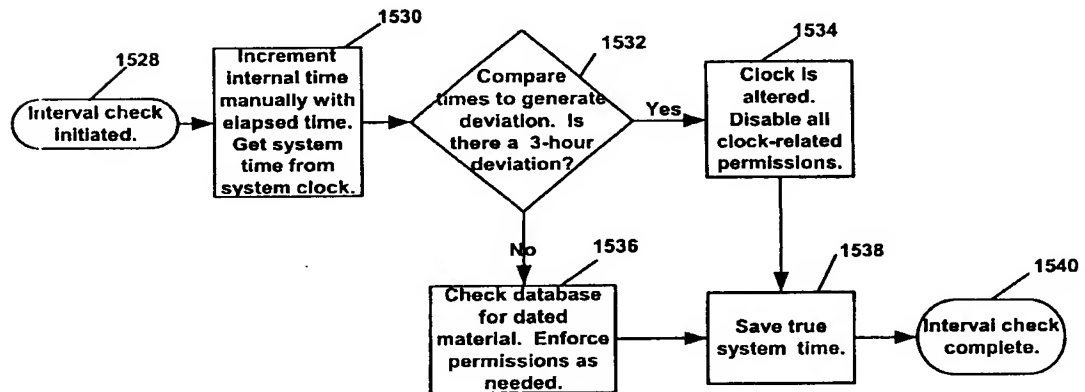 1528
Interval check
initiated.
1530
Increment
internal time
manually with
elapsed time.
Get system
time from
system clock.
1532
Compare
times to generate
deviation. Is
there a 3-hour
deviation?
Yes
1534
Clock is
altered.
Disable all
clock-related
permissions.
No
1536
Check database
for dated
material. Enforce
permissions as
needed.
1538
Save true
system time.
1540
Interval check
complete.